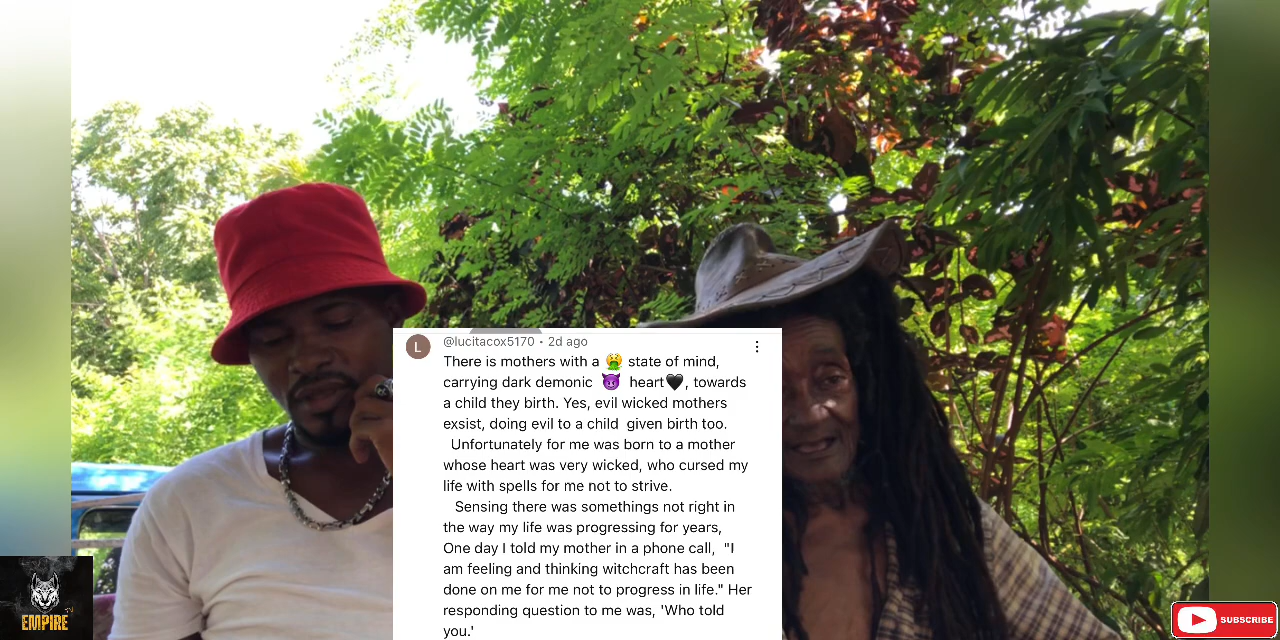 L
@lucitacox5170 • 2d ago
There is mothers with a 🤮 state of mind,
carrying dark demonic 😈 heart🖤, towards
a child they birth. Yes, evil wicked mothers
exsist, doing evil to a child given birth too.
Unfortunately for me was born to a mother
whose heart was very wicked, who cursed my
life with spells for me not to strive.
Sensing there was somethings not right in
the way my life was progressing for years,
One day I told my mother in a phone call, "I
am feeling and thinking witchcraft has been
done on me for me not to progress in life." Her
responding question to me was, 'Who told
you.'
EMPIRE TV
SUBSCRIBE